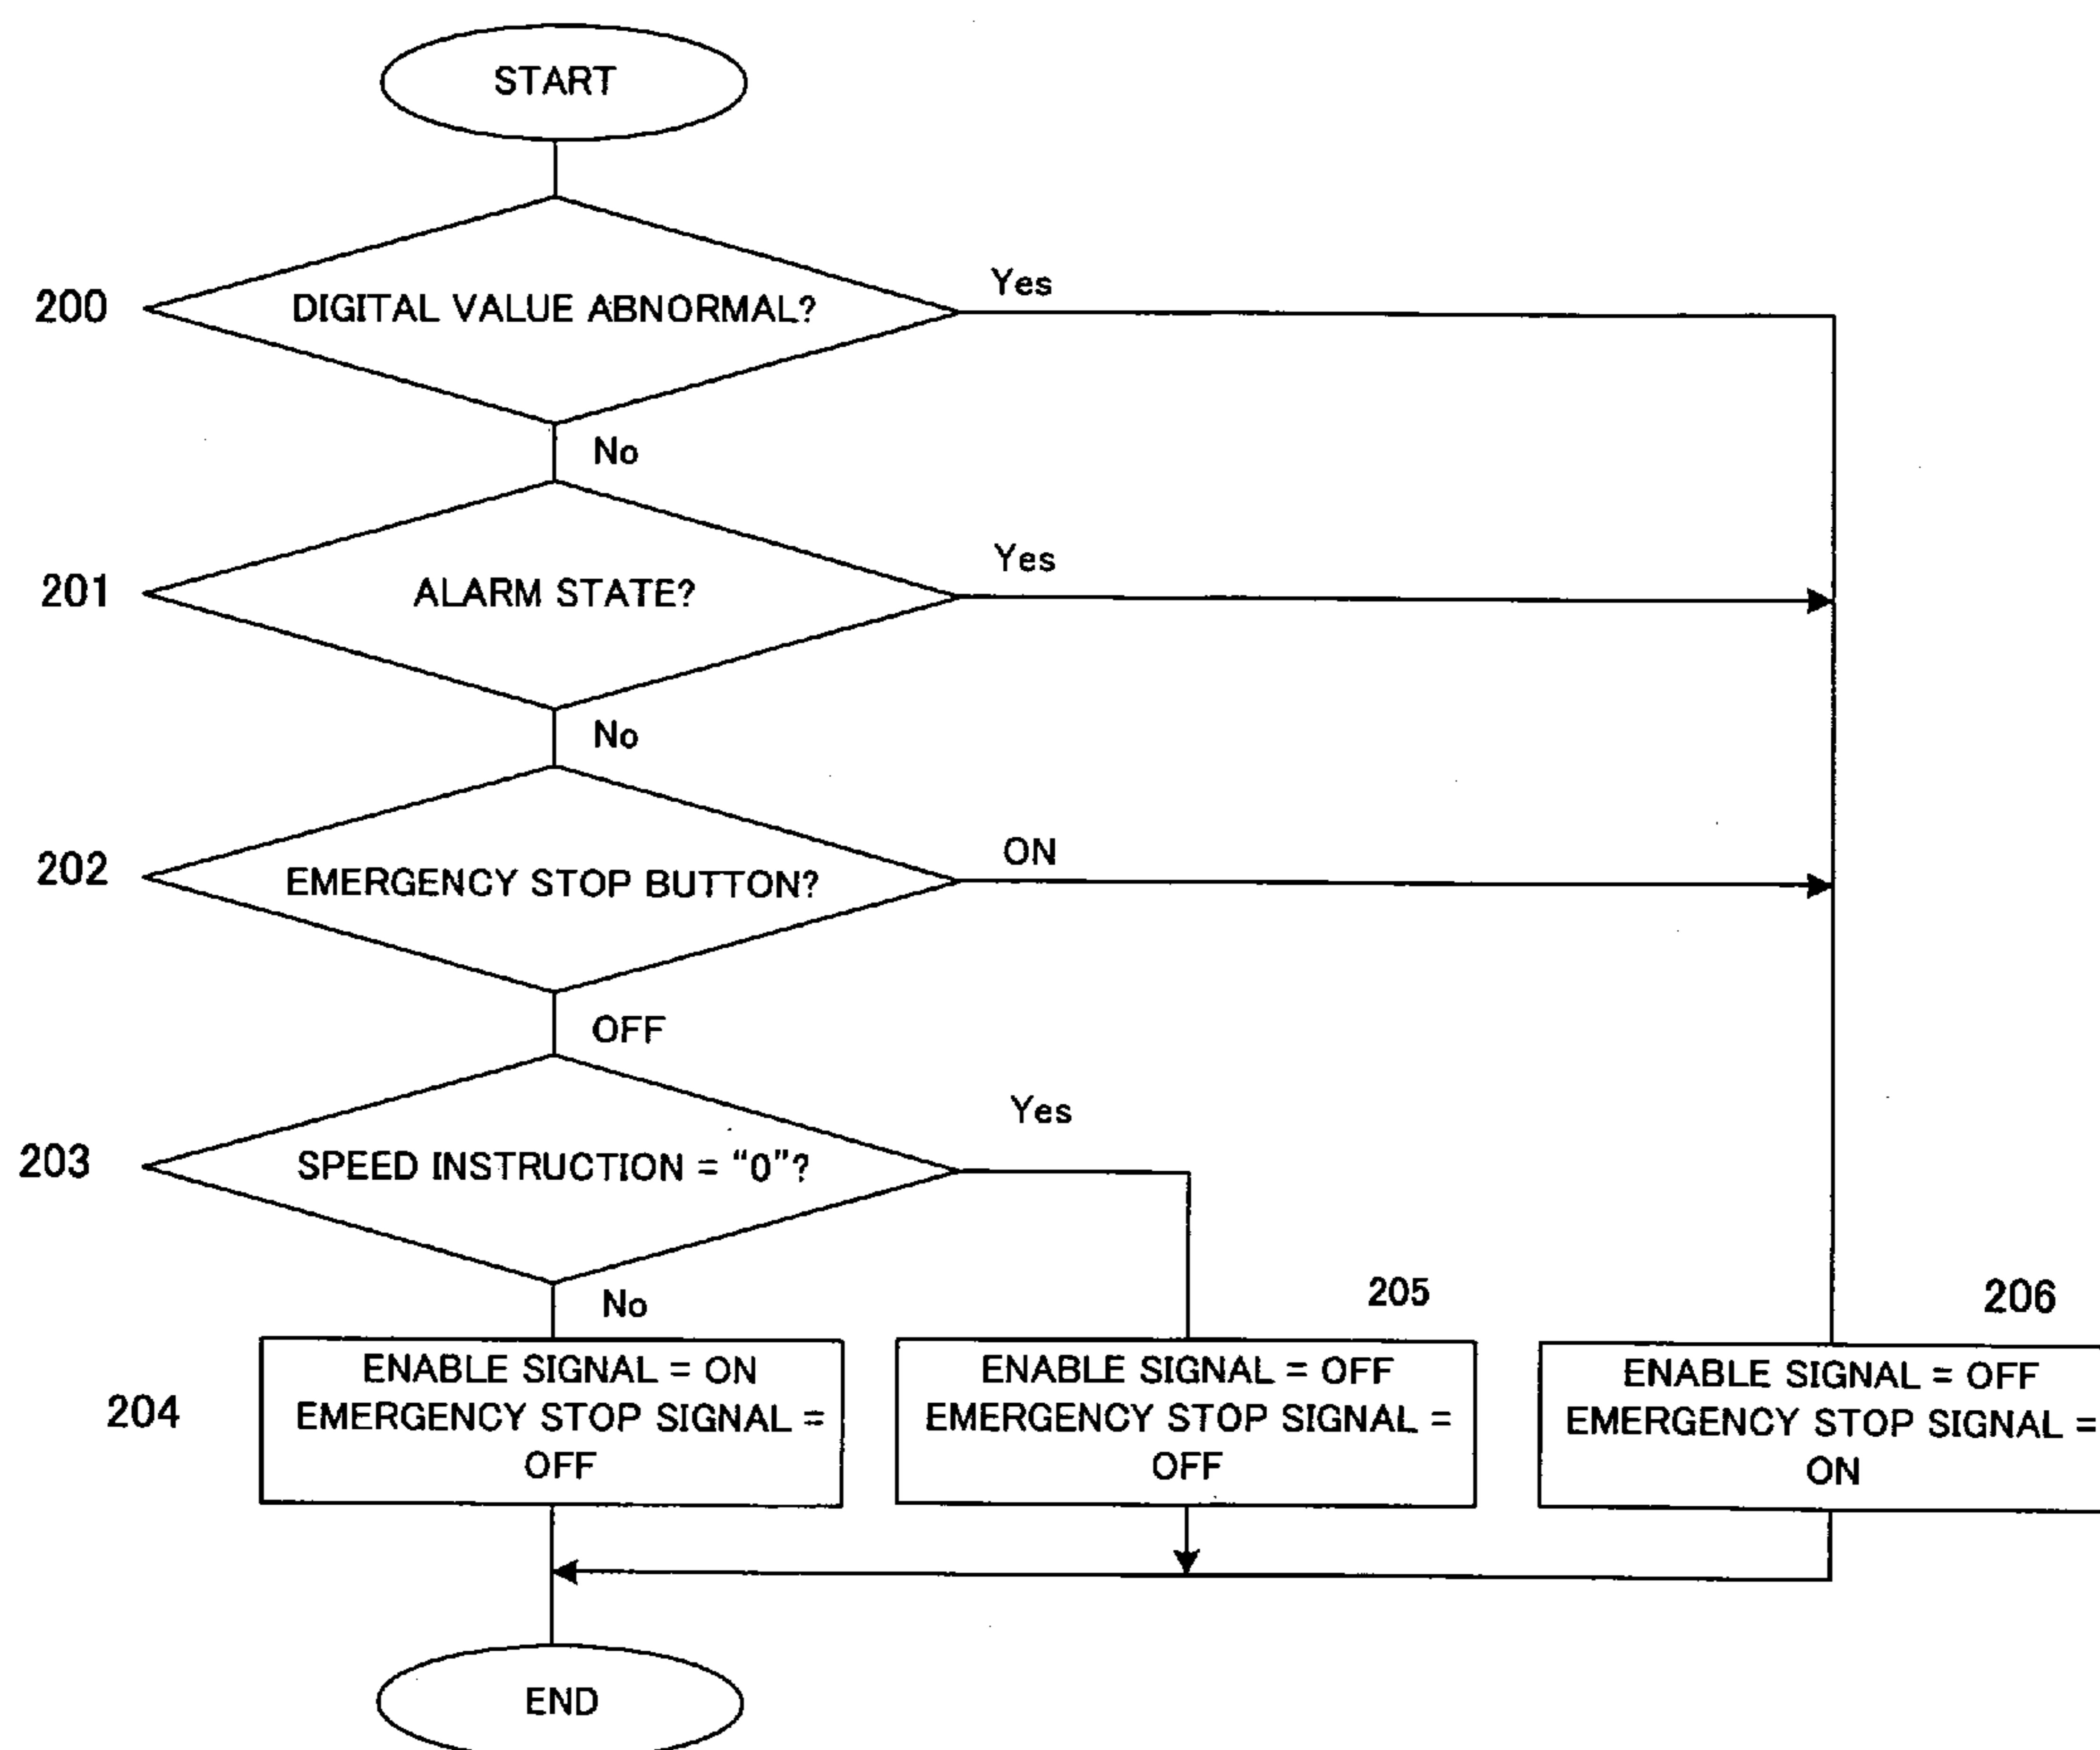 START
200
DIGITAL VALUE ABNORMAL?
Yes
No
201
ALARM STATE?
Yes
No
202
EMERGENCY STOP BUTTON?
ON
OFF
203
SPEED INSTRUCTION = “0”?
Yes
No
204
ENABLE SIGNAL = ON
EMERGENCY STOP SIGNAL =
OFF
205
ENABLE SIGNAL = OFF
EMERGENCY STOP SIGNAL =
OFF
206
ENABLE SIGNAL = OFF
EMERGENCY STOP SIGNAL =
ON
END